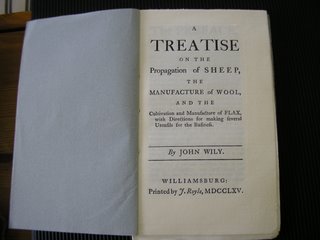 A
TREATISE
ON THE
Propagation of SHEEP,
THE
MANUFACTURE of WOOL,
AND THE
Cultivation and Manufacture of FLAX,
with Directions for making several
Utensils for the Business.
By JOHN WILY.
WILLIAMSBURG:
Printed by J. Royle, MDCCLXV.